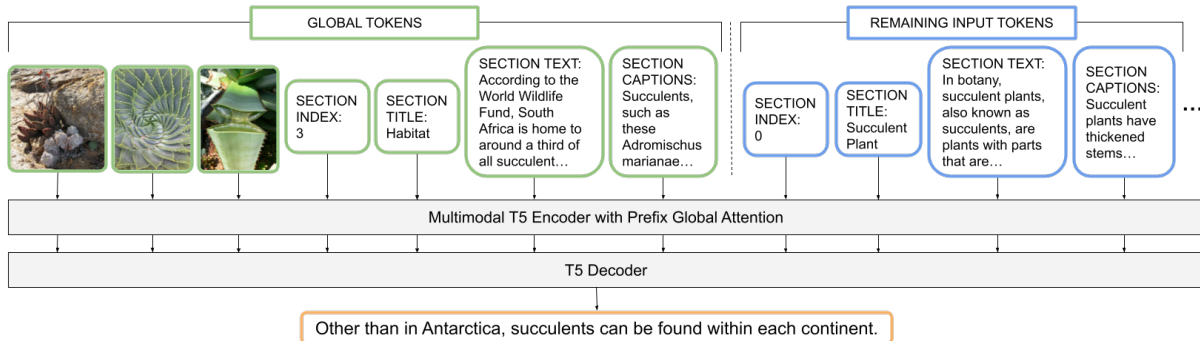 GLOBAL TOKENS
REMAINING INPUT TOKENS
SECTION
INDEX:
3
SECTION
TITLE:
Habitat
SECTION TEXT:
According to the
World Wildlife
Fund, South
Africa is home to
around a third of
all succulent…
SECTION
CAPTIONS:
Succulents,
such as
these
Adromischus
marianae…
SECTION
INDEX:
0
SECTION
TITLE:
Succulent
Plant
SECTION TEXT:
In botany,
succulent plants,
also known as
succulents, are
plants with parts
that are…
SECTION
CAPTIONS:
Succulent
plants have
thickened
stems…
...
Multimodal T5 Encoder with Prefix Global Attention
T5 Decoder
Other than in Antarctica, succulents can be found within each continent.